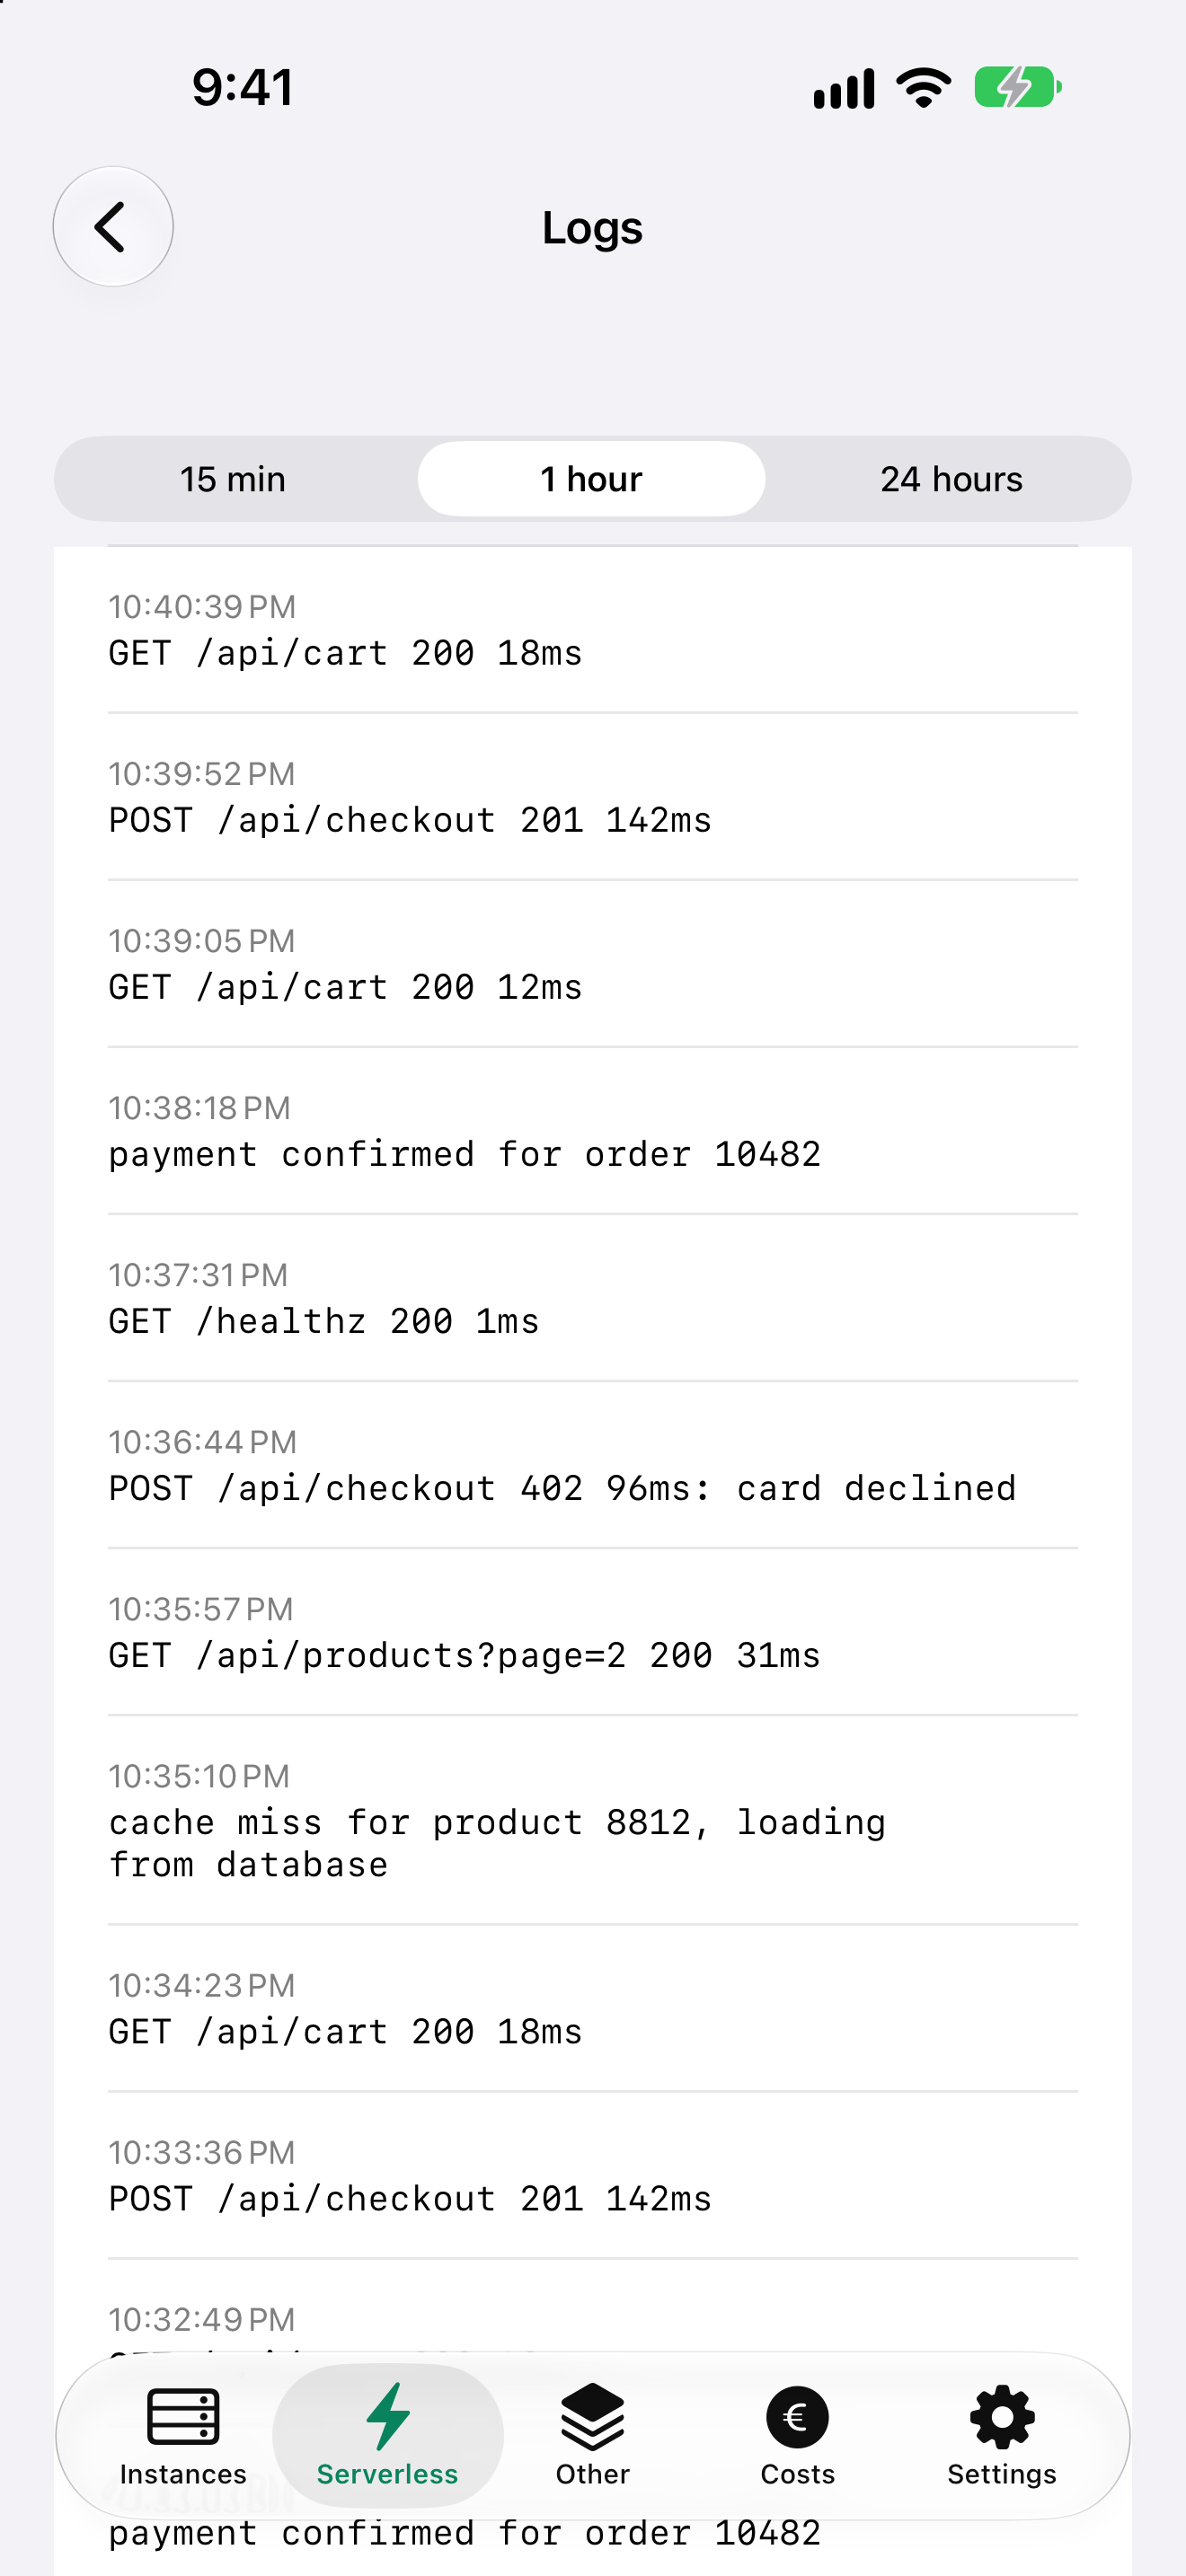 9:41
Logs
15 min
1 hour
24 hours
10:40:39 PM
GET /api/cart 200 18ms
10:39:52 PM
POST /api/checkout 201 142ms
10:39:05 PM
GET /api/cart 200 12ms
10:38:18 PM
payment confirmed for order 10482
10:37:31 PM
GET /healthz 200 1ms
10:36:44 PM
POST /api/checkout 402 96ms: card declined
10:35:57 PM
GET /api/products?page=2 200 31ms
10:35:10 PM
cache miss for product 8812, loading
from database
10:34:23 PM
GET /api/cart 200 18ms
10:33:36 PM
POST /api/checkout 201 142ms
10:32:49 PM
Instances
Serverless
Other
€
Costs
Settings
payment confirmed for order 10482